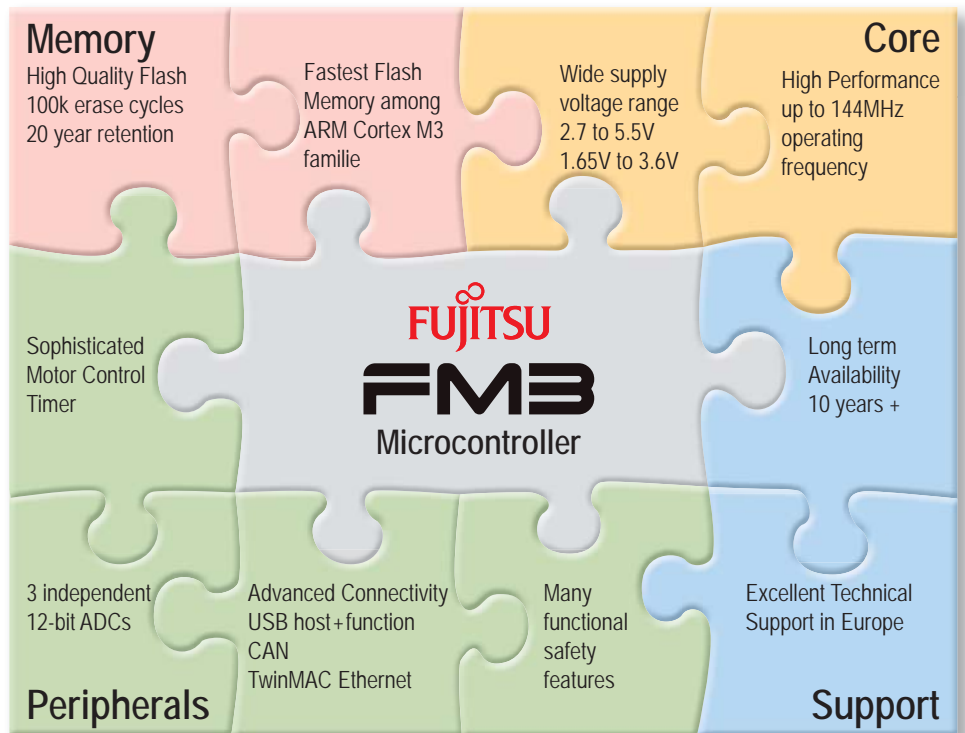 Memory
High Quality Flash
100k erase cycles
20 year retention
Fastest Flash
Memory among
ARM Cortex M3
familie
Wide supply
voltage range
2.7 to 5.5V
1.65V to 3.6V
Core
High Performance
up to 144MHz
operating
frequency
Sophisticated
Motor Control
Timer
FUJITSU
FM3
Microcontroller
Long term
Availability
10 years +
3 independent
12-bit ADCs
Peripherals
Advanced Connectivity
USB host+function
CAN
TwinMAC Ethernet
Many
functional
safety
features
Excellent Technical
Support in Europe
Support